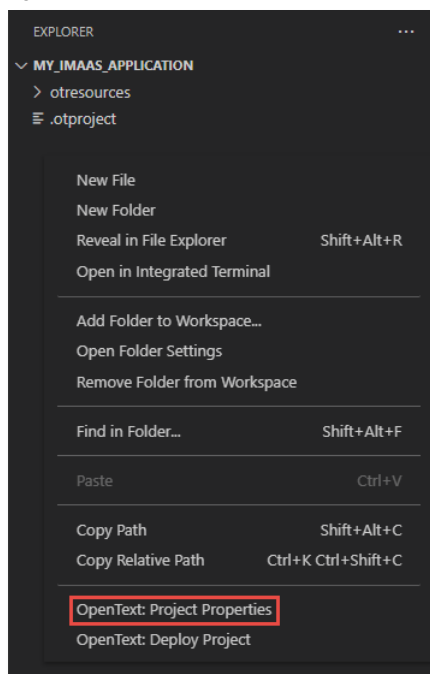 EXPLORER ...
MY_IMAAS_APPLICATION
otresources
.otproject
New File
New Folder
Reveal in File Explorer Shift+Alt+R
Open in Integrated Terminal
Add Folder to Workspace...
Open Folder Settings
Remove Folder from Workspace
Find in Folder... Shift+Alt+F
Paste Ctrl+V
Copy Path Shift+Alt+C
Copy Relative Path Ctrl+K Ctrl+Shift+C
OpenText: Project Properties
OpenText: Deploy Project